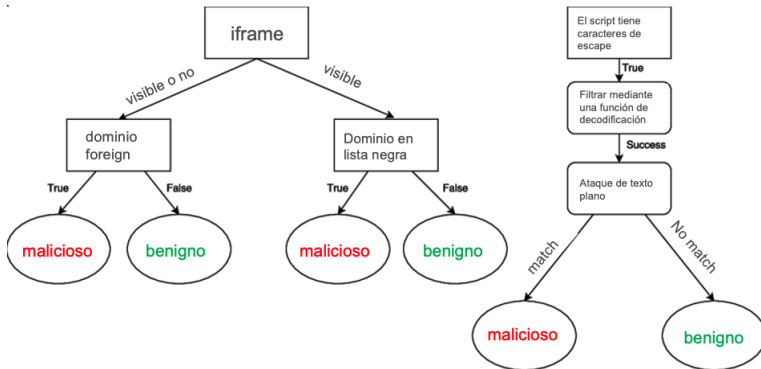 iframe
visible o no
visible
dominio
foreign
Dominio en
lista negra
True
False
True
False
malicioso
benigno
malicioso
benigno
El script tiene
caracteres de
escape
True
Filtrar mediante
una función de
decodificación
Success
Ataque de texto
plano
match
No match
malicioso
benigno